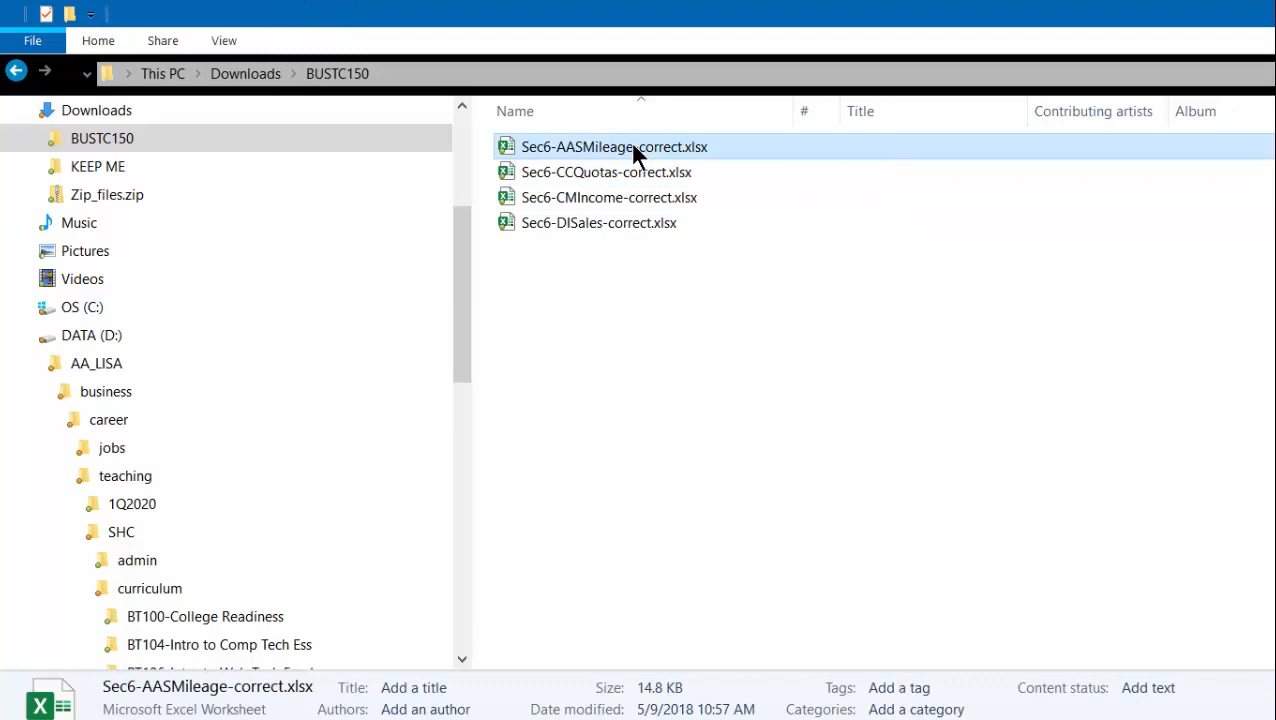 File Home Share View
This PC > Downloads > BUSTC150
Downloads
BUSTC150
KEEP ME
Zip_files.zip
Music
Pictures
Videos
OS (C:)
DATA (D:)
AA_LISA
business
career
jobs
teaching
1Q2020
SHC
admin
curriculum
BT100-College Readiness
BT104-Intro to Comp Tech Ess
Name # Title Contributing artists Album
Sec6-AASMileage-correct.xlsx
Sec6-CCQuotas-correct.xlsx
Sec6-CMIncome-correct.xlsx
Sec6-DISales-correct.xlsx
Sec6-AASMileage-correct.xlsx Title: Add a title Size: 14.8 KB Tags: Add a tag Content status: Add text
Microsoft Excel Worksheet Authors: Add an author Date modified: 5/9/2018 10:57 AM Categories: Add a category